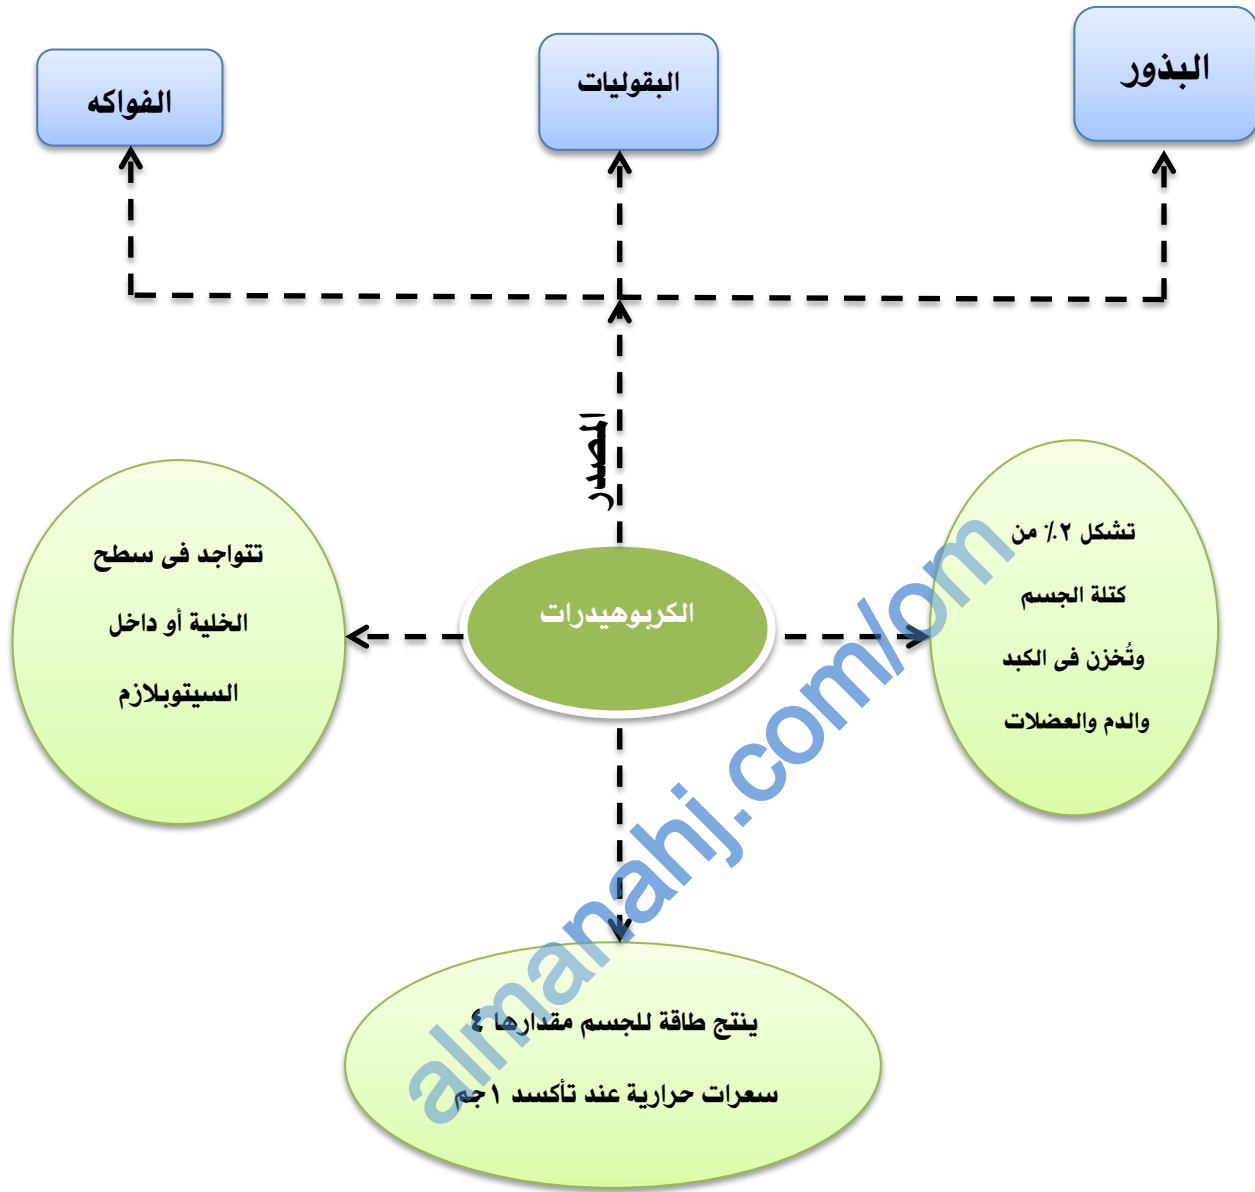 البذور
البقوليات
الفواكه
المصدر
الكربوهيدرات
تشكل ٢٪ من
كتلة الجسم
وتُخزن فى الكبد
والدم والعضلات
تتواجد فى سطح
الخلية أو داخل
السيتوبلازم
ينتج طاقة للجسم مقدارها ٤
سعرات حرارية عند تأكسد ١جم
almanahj.com/om